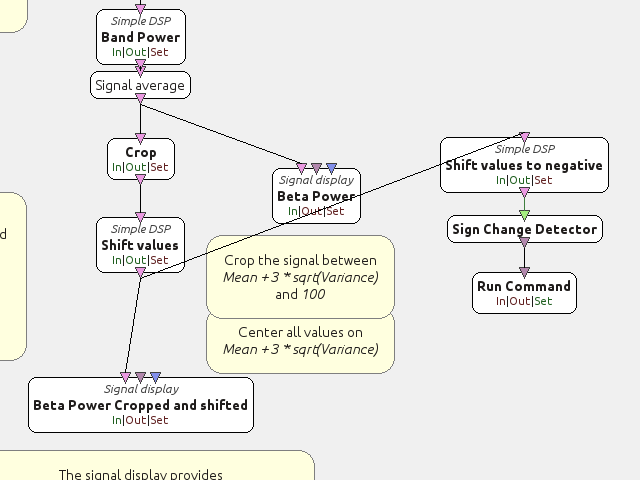 Simple DSP
Band Power
In|Out|Set
Signal average
Crop
In|Out|Set
Signal display
Beta Power
In|Out|Set
Simple DSP
Shift values to negative
In|Out|Set
Simple DSP
Shift values
In|Out|Set
Sign Change Detector
d
Crop the signal between
Mean +3 * sqrt(Variance)
and 100
Run Command
In|Out|Set
Center all values on
Mean +3 * sqrt(Variance)
Signal display
Beta Power Cropped and shifted
In|Out|Set
The signal display provides